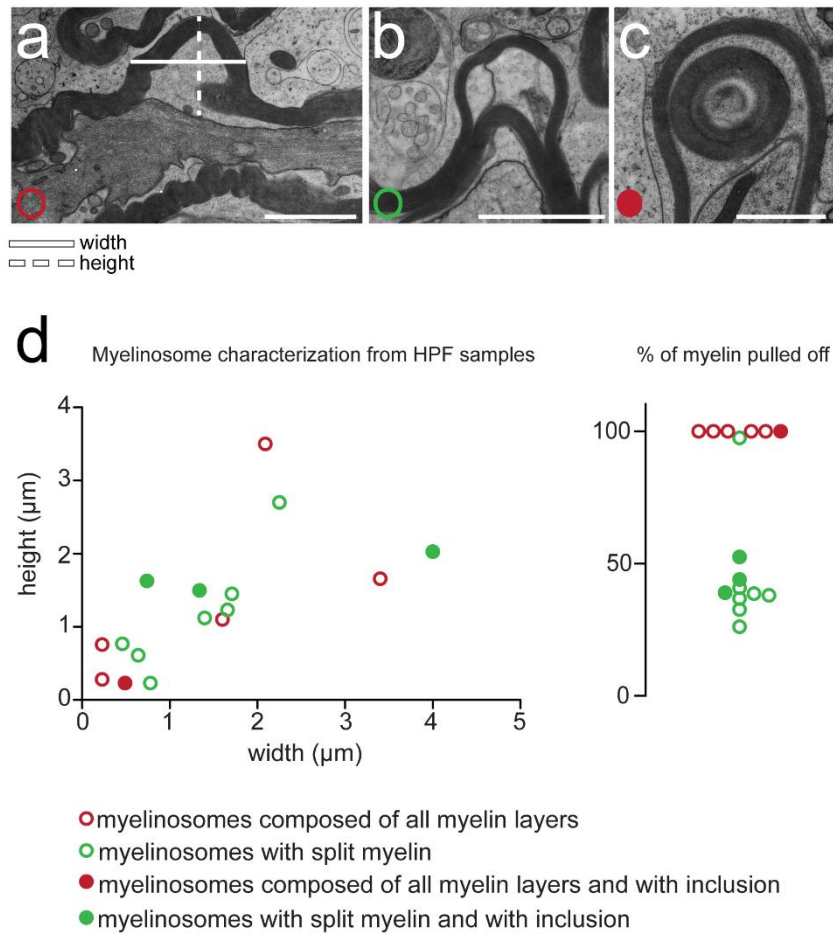 a
b
c
width
height
d
Myelinosome characterization from HPF samples
% of myelin pulled off
4
3
2
1
0
height (µm)
0 1 2 3 4 5
width (µm)
100
50
0
myelinosomes composed of all myelin layers
myelinosomes with split myelin
myelinosomes composed of all myelin layers and with inclusion
myelinosomes with split myelin and with inclusion